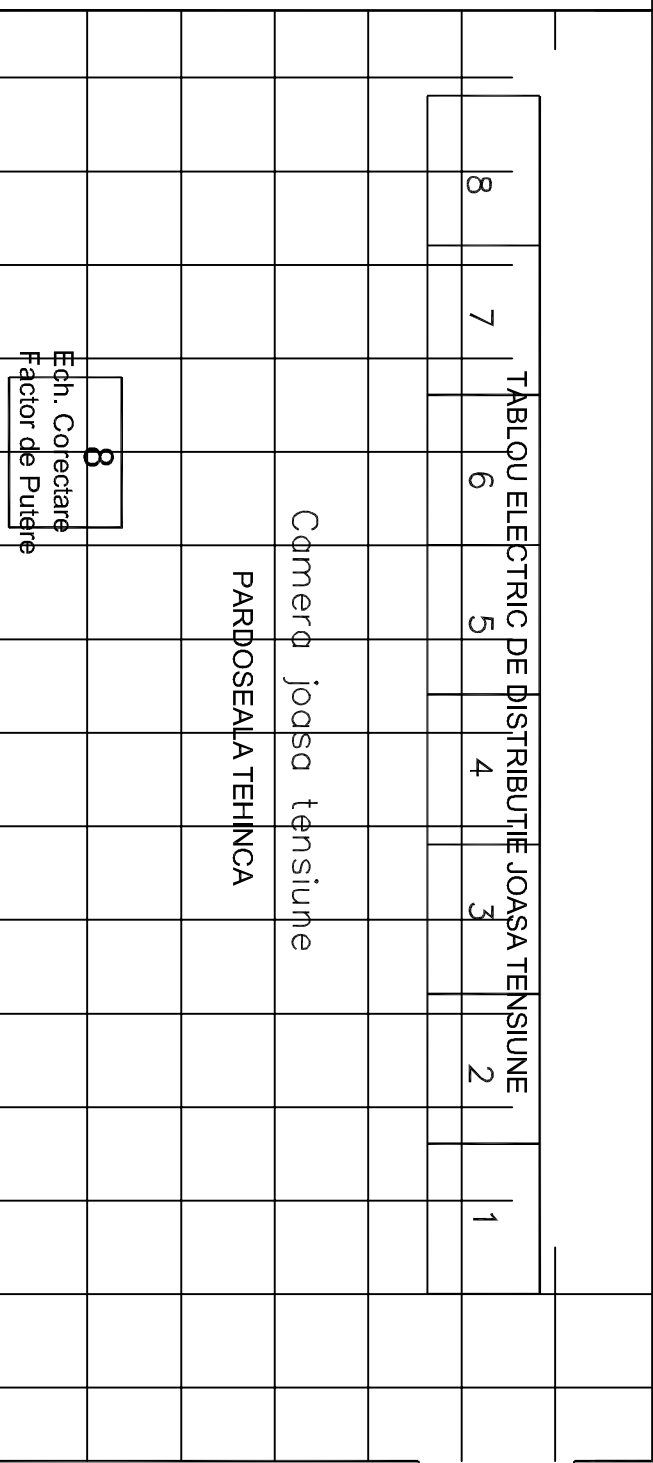 TABLOU ELECTRIC DE DISTRIBUTIE JOASA TENSIUNE
8 7 6 5 4 3 2 1
Camera joasa tensiune
PARDOSEALA TEHINCA
8
Ech. Corectare
Factor de Putere